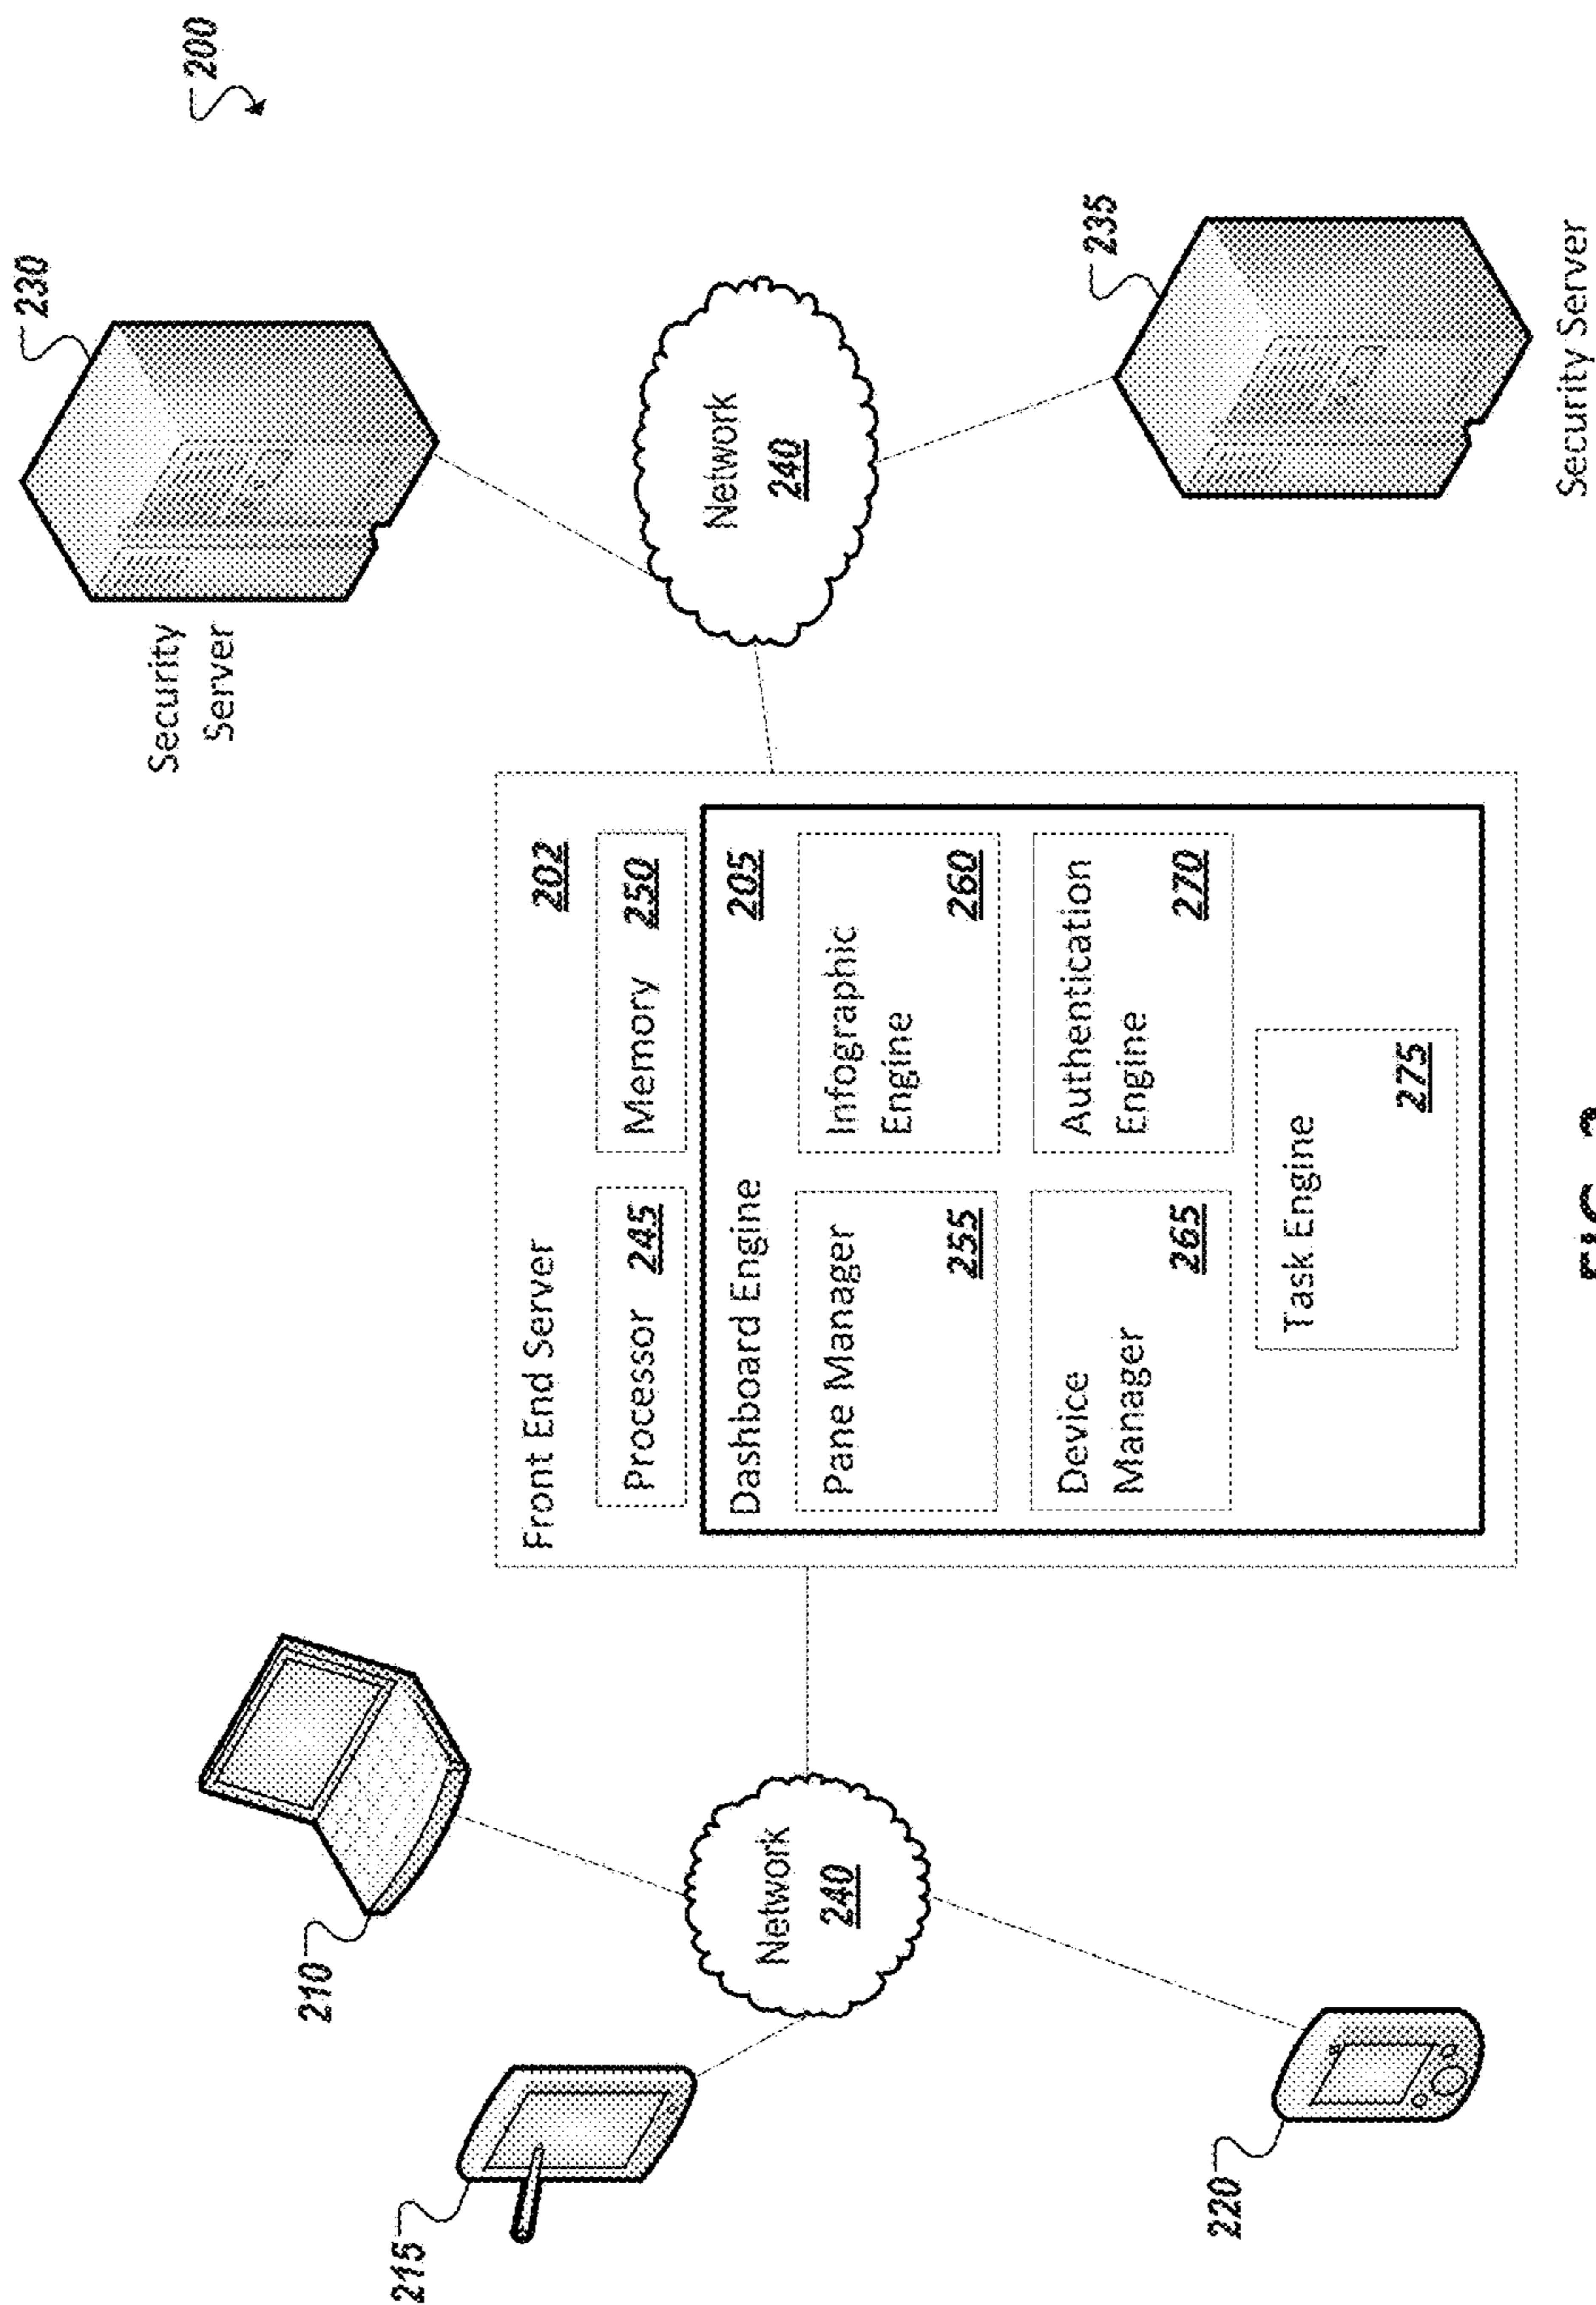 200
230
Security
Server
210
215
Network
240
Network
240
235
Security Server
220
Front End Server 202
Processor 245
Memory 250
Dashboard Engine 205
Pane Manager
255
Infographic
Engine
260
Device
Manager
265
Authentication
Engine
270
Task Engine
275